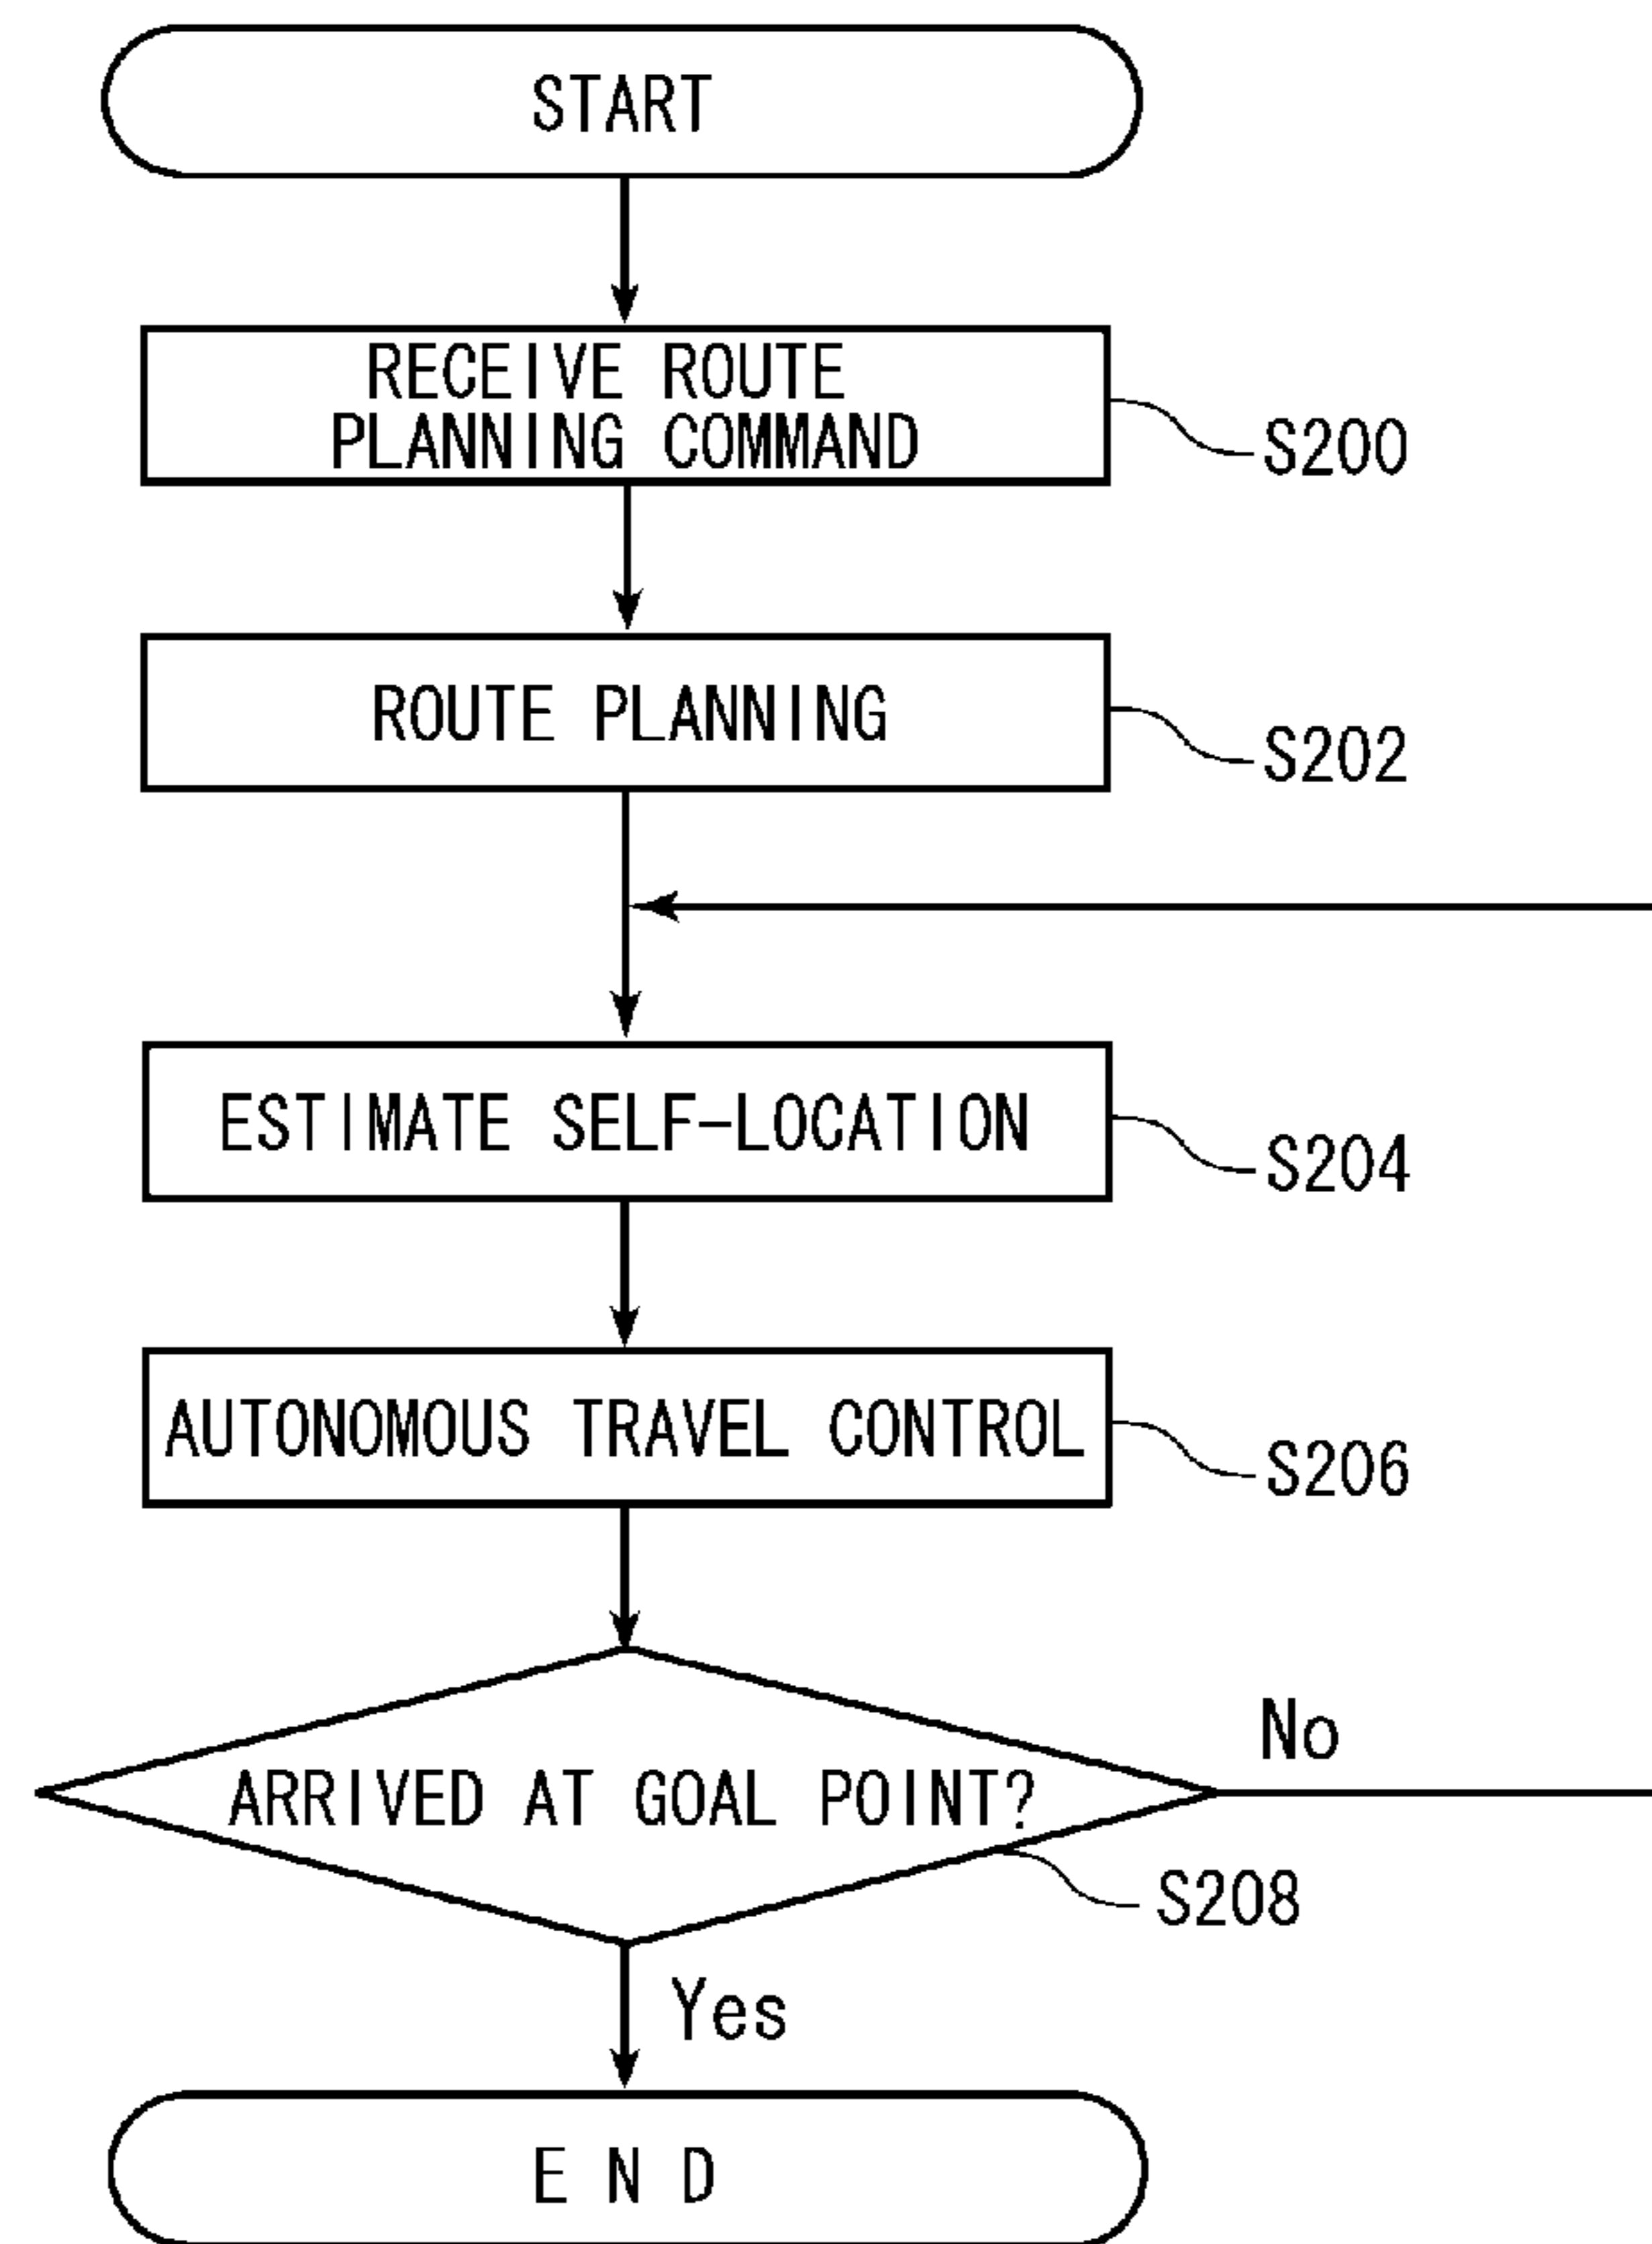 START
RECEIVE ROUTE
PLANNING COMMAND
S200
ROUTE PLANNING
S202
ESTIMATE SELF-LOCATION
S204
AUTONOMOUS TRAVEL CONTROL
S206
No
ARRIVED AT GOAL POINT?
S208
Yes
END